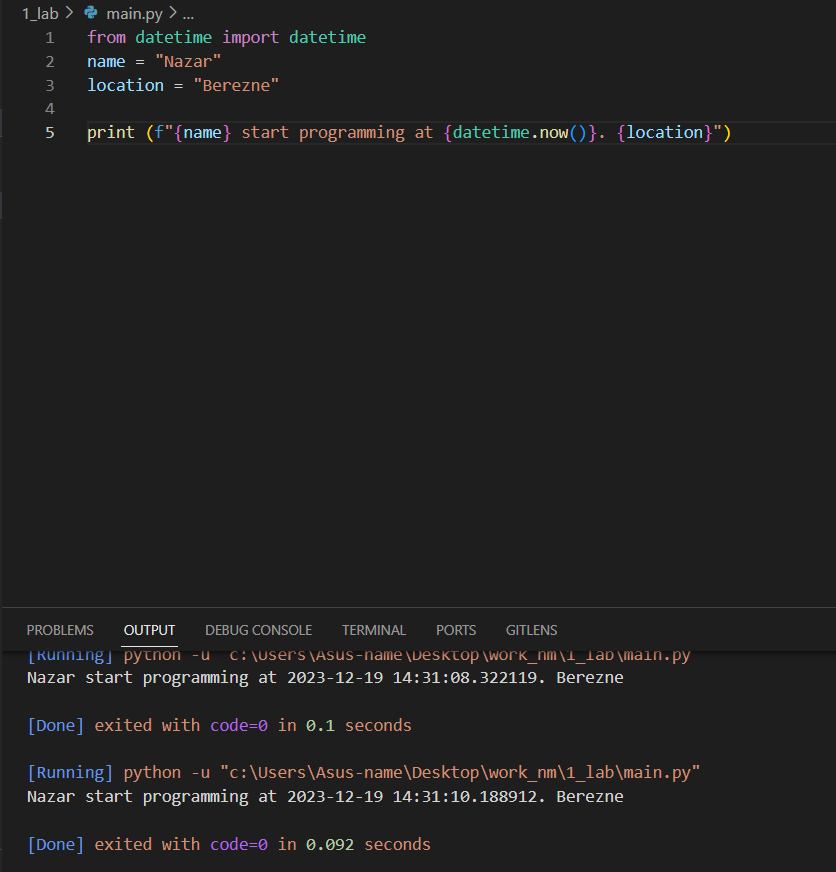 1_lab > main.py > ...
1 from datetime import datetime
2 name = "Nazar"
3 location = "Berezne"
4
5 print (f"{name} start programming at {datetime.now()}. {location}")
PROBLEMS OUTPUT DEBUG CONSOLE TERMINAL PORTS GITLENS
[Running] python -u "c:\Users\Asus-name\Desktop\work_nm\1_lab\main.py"
Nazar start programming at 2023-12-19 14:31:08.322119. Berezne
[Done] exited with code=0 in 0.1 seconds
[Running] python -u "c:\Users\Asus-name\Desktop\work_nm\1_lab\main.py"
Nazar start programming at 2023-12-19 14:31:10.188912. Berezne
[Done] exited with code=0 in 0.092 seconds